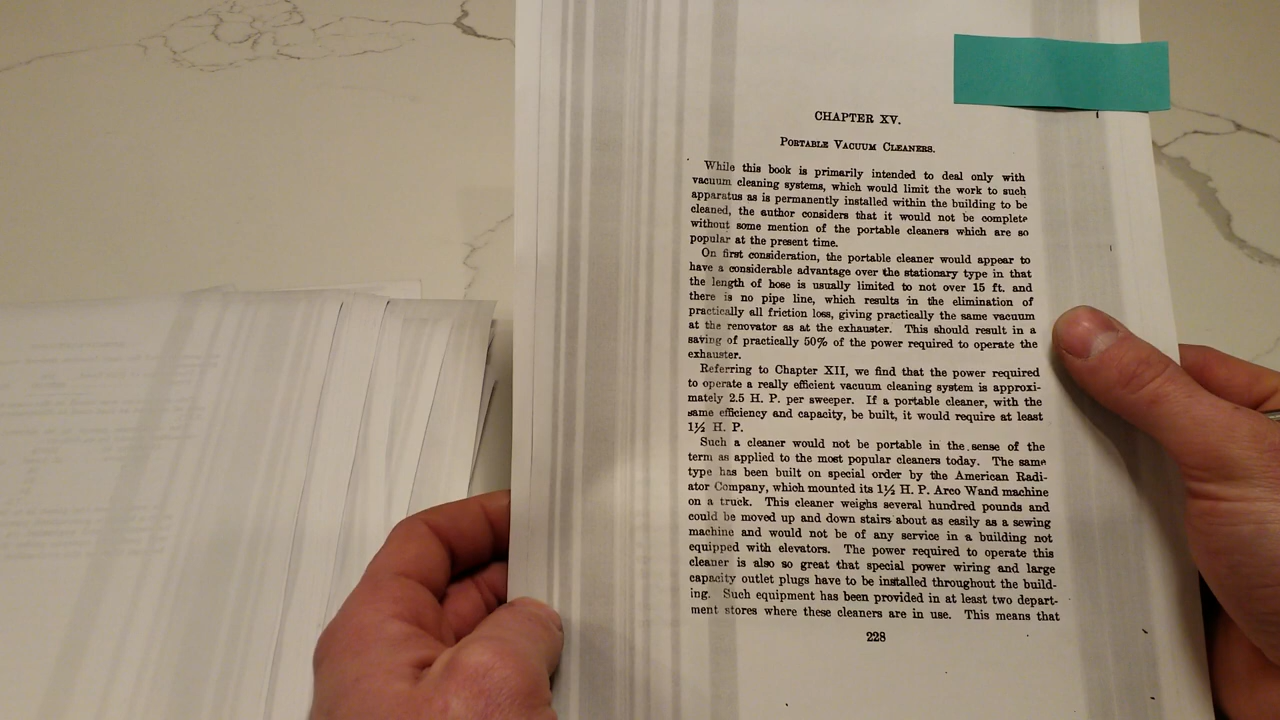 CHAPTER XV.
PORTABLE VACUUM CLEANERS.
While this book is primarily intended to deal only with
vacuum cleaning systems, which would limit the work to such
apparatus as is permanently installed within the building to be
cleaned, the author considers that it would not be complete
without some mention of the portable cleaners which are so
popular at the present time.
On first consideration, the portable cleaner would appear to
have a considerable advantage over the stationary type in that
the length of hose is usually limited to not over 15 ft. and
there is no pipe line, which results in the elimination of
practically all friction loss, giving practically the same vacuum
at the renovator as at the exhauster. This should result in a
saving of practically 50% of the power required to operate the
exhauster.
Referring to Chapter XII, we find that the power required
to operate a really efficient vacuum cleaning system is approxi-
mately 2.5 H. P. per sweeper. If a portable cleaner, with the
same efficiency and capacity, be built, it would require at least
1½ H. P.
Such a cleaner would not be portable in the sense of the
term as applied to the most popular cleaners today. The same
type has been built on special order by the American Radi-
ator Company, which mounted its 1½ H. P. Arco Wand machine
on a truck. This cleaner weighs several hundred pounds and
could be moved up and down stairs about as easily as a sewing
machine and would not be of any service in a building not
equipped with elevators. The power required to operate this
cleaner is also so great that special power wiring and large
capacity outlet plugs have to be installed throughout the build-
ing. Such equipment has been provided in at least two depart-
ment stores where these cleaners are in use. This means that
228